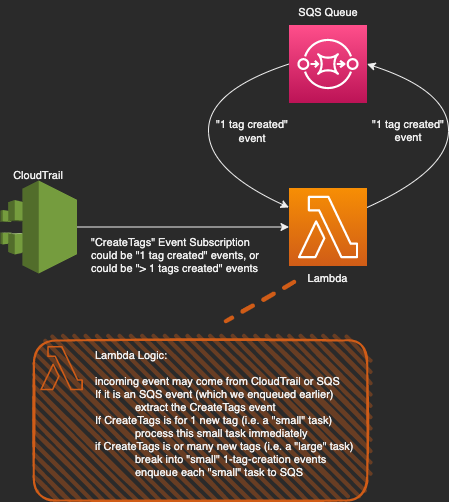 SQS Queue
"1 tag created"
event
"1 tag created"
event
CloudTrail
"CreateTags" Event Subscription
could be "1 tag created" events, or
could be "> 1 tags created" events
Lambda
Lambda Logic:
incoming event may come from CloudTrail or SQS
If it is an SQS event (which we enqueued earlier)
extract the CreateTags event
If CreateTags is for 1 new tag (i.e. a "small" task)
process this small task immediately
if CreateTags is or many new tags (i.e. a "large" task)
break into "small" 1-tag-creation events
enqueue each "small" task to SQS